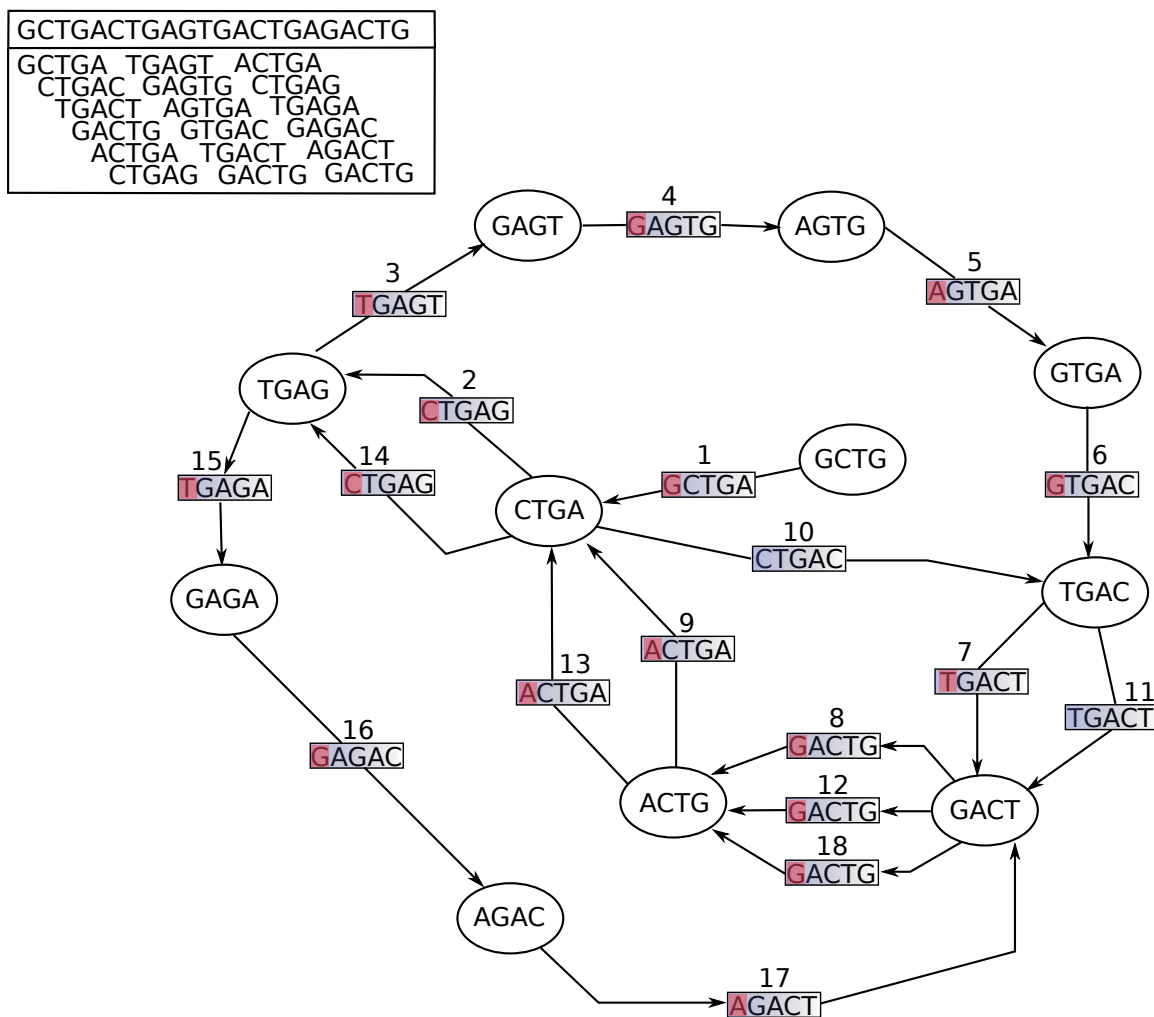 GCTGACTGAGTGACTGAGACTG
GCTGA TGAGT ACTGA
CTGAC GAGTG CTGAG
TGACT AGTGA TGAGA
GACTG GTGAC GAGAC
ACTGA TGACT AGACT
CTGAG GACTG GACTG
4
GAGT GAGTG AGTG
5
3
AGTGA
TGAGT
GTGA
2
TGAG
CTGAG
1
GCTG
15
14
6
TGAGA
CTGAG
GCTGA
GTGAC
CTGA
10
CTGAC
TGAC
GAGA
9
ACTGA
7
13
TGACT
11
ACTGA
TGACT
8
16
GACTG
GAGAC
12
ACTG
GACTG
GACT
18
GACTG
AGAC
17
AGACT